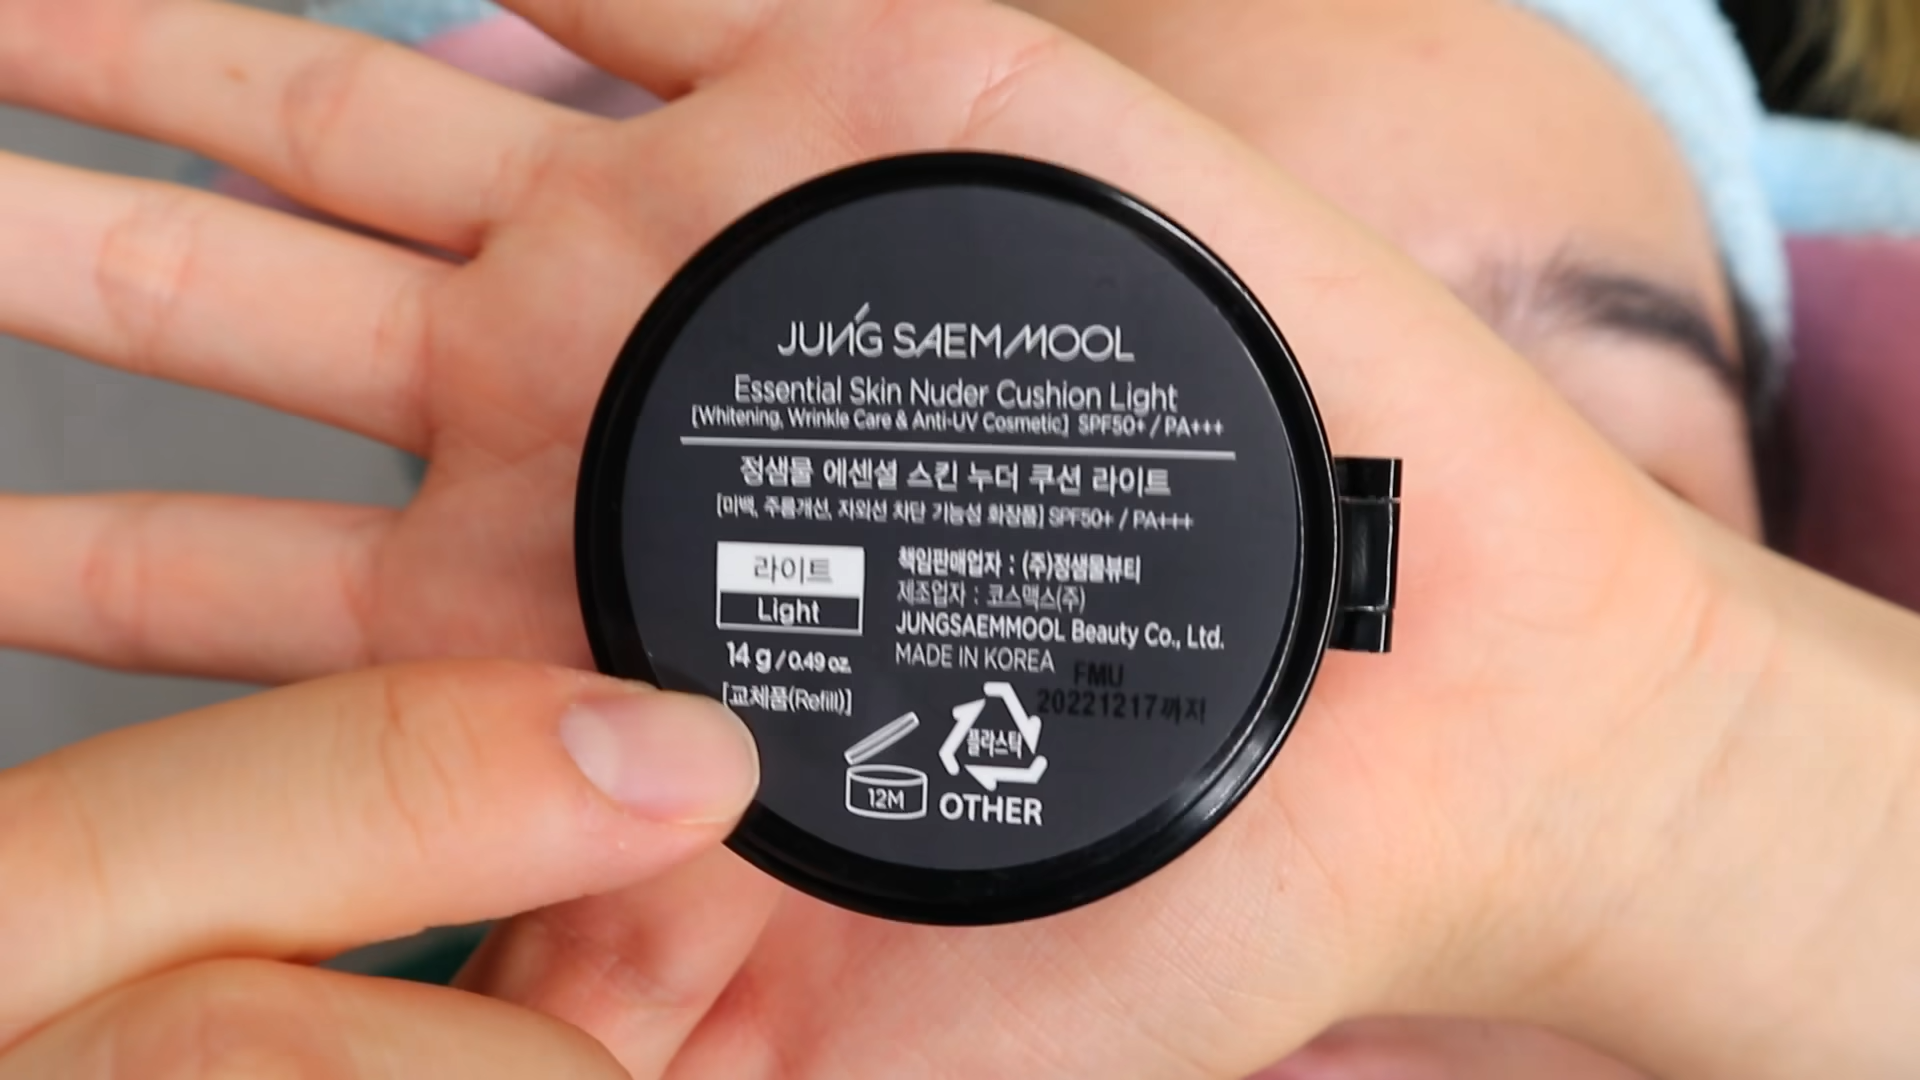 JUNG SAEMMOOL
Essential Skin Nuder Cushion Light
[Whitening, Wrinkle Care & Anti-UV Cosmetic] SPF50+ / PA+++
정샘물 에센셜 스킨 누더 쿠션 라이트
[미백, 주름개선, 자외선 차단 기능성 화장품] SPF50+ / PA+++
라이트
Light
14 g / 0.49 oz.
[교체품(Refill)]
책임판매업자 : (주)정샘물뷰티
제조업자 : 코스맥스(주)
JUNGSAEMMOOL Beauty Co., Ltd.
MADE IN KOREA
FMU
20221217까지
12M
플라스틱
OTHER